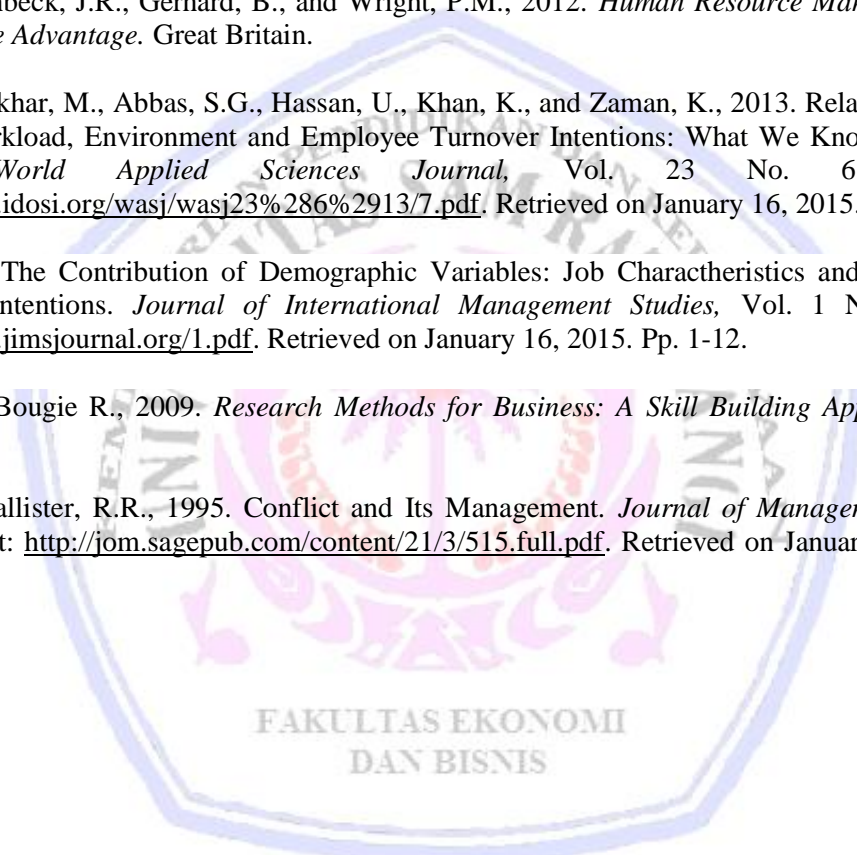 beck, J.R., Gerhard, B., and Wright, P.M., 2012. Human Resource Man
e Advantage. Great Britain.
khar, M., Abbas, S.G., Hassan, U., Khan, K., and Zaman, K., 2013. Rela
rkload, Environment and Employee Turnover Intentions: What We Kno
World Applied Sciences Journal, Vol. 23 No. 6
.idosi.org/wasj/wasj23%286%2913/7.pdf. Retrieved on January 16, 2015.
The Contribution of Demographic Variables: Job Charactheristics and
ntentions. Journal of International Management Studies, Vol. 1 N
.jimsjournal.org/1.pdf. Retrieved on January 16, 2015. Pp. 1-12.
Bougie R., 2009. Research Methods for Business: A Skill Building App
allister, R.R., 1995. Conflict and Its Management. Journal of Manager
t: http://jom.sagepub.com/content/21/3/515.full.pdf. Retrieved on Januar
FAKULTAS EKONOMI
DAN BISNIS